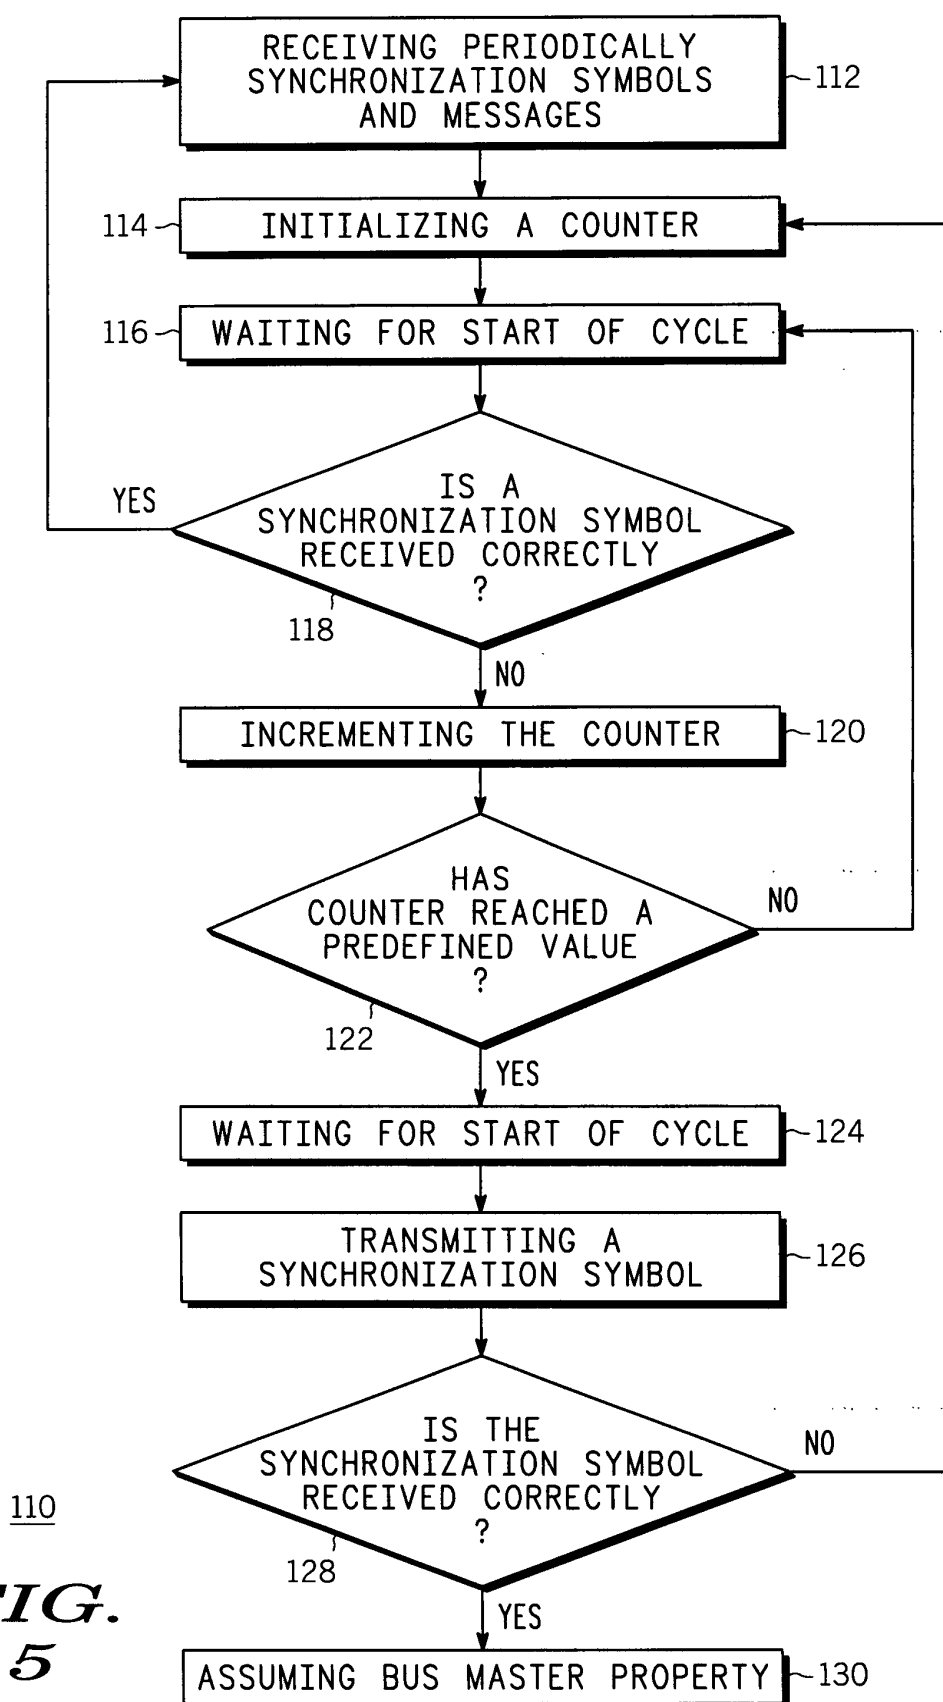 RECEIVING PERIODICALLY
SYNCHRONIZATION SYMBOLS
AND MESSAGES
112
114
INITIALIZING A COUNTER
116
WAITING FOR START OF CYCLE
YES
IS A
SYNCHRONIZATION SYMBOL
RECEIVED CORRECTLY
?
118
NO
INCREMENTING THE COUNTER
120
HAS
COUNTER REACHED A
PREDEFINED VALUE
?
NO
122
YES
WAITING FOR START OF CYCLE
124
TRANSMITTING A
SYNCHRONIZATION SYMBOL
126
IS THE
SYNCHRONIZATION SYMBOL
RECEIVED CORRECTLY
?
NO
128
110
YES
FIG.
5
ASSUMING BUS MASTER PROPERTY
130